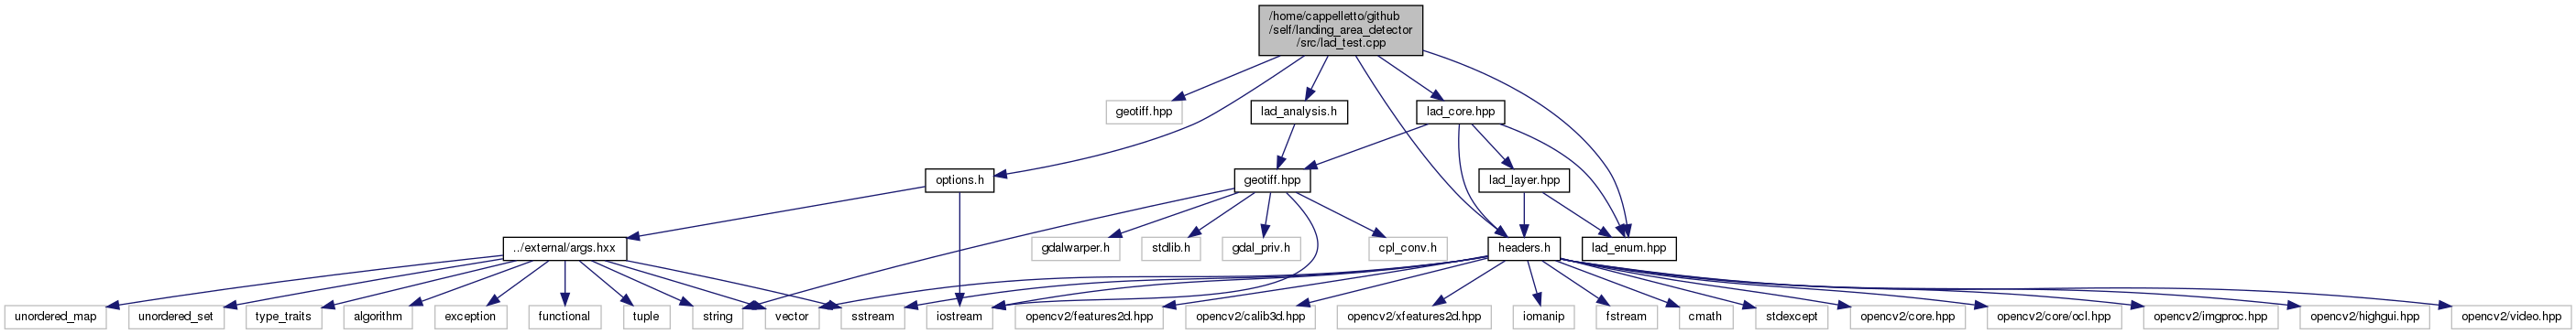 /home/cappelletto/github
/self/landing_area_detector
/src/lad_test.cpp
geotiff.hpp
lad_analysis.h
lad_core.hpp
options.h
geotiff.hpp
lad_layer.hpp
../external/args.hxx
gdalwarper.h
stdlib.h
gdal_priv.h
cpl_conv.h
headers.h
lad_enum.hpp
unordered_map
unordered_set
type_traits
algorithm
exception
functional
tuple
string
vector
sstream
iostream
opencv2/features2d.hpp
opencv2/calib3d.hpp
opencv2/xfeatures2d.hpp
iomanip
fstream
cmath
stdexcept
opencv2/core.hpp
opencv2/core/ocl.hpp
opencv2/imgproc.hpp
opencv2/highgui.hpp
opencv2/video.hpp